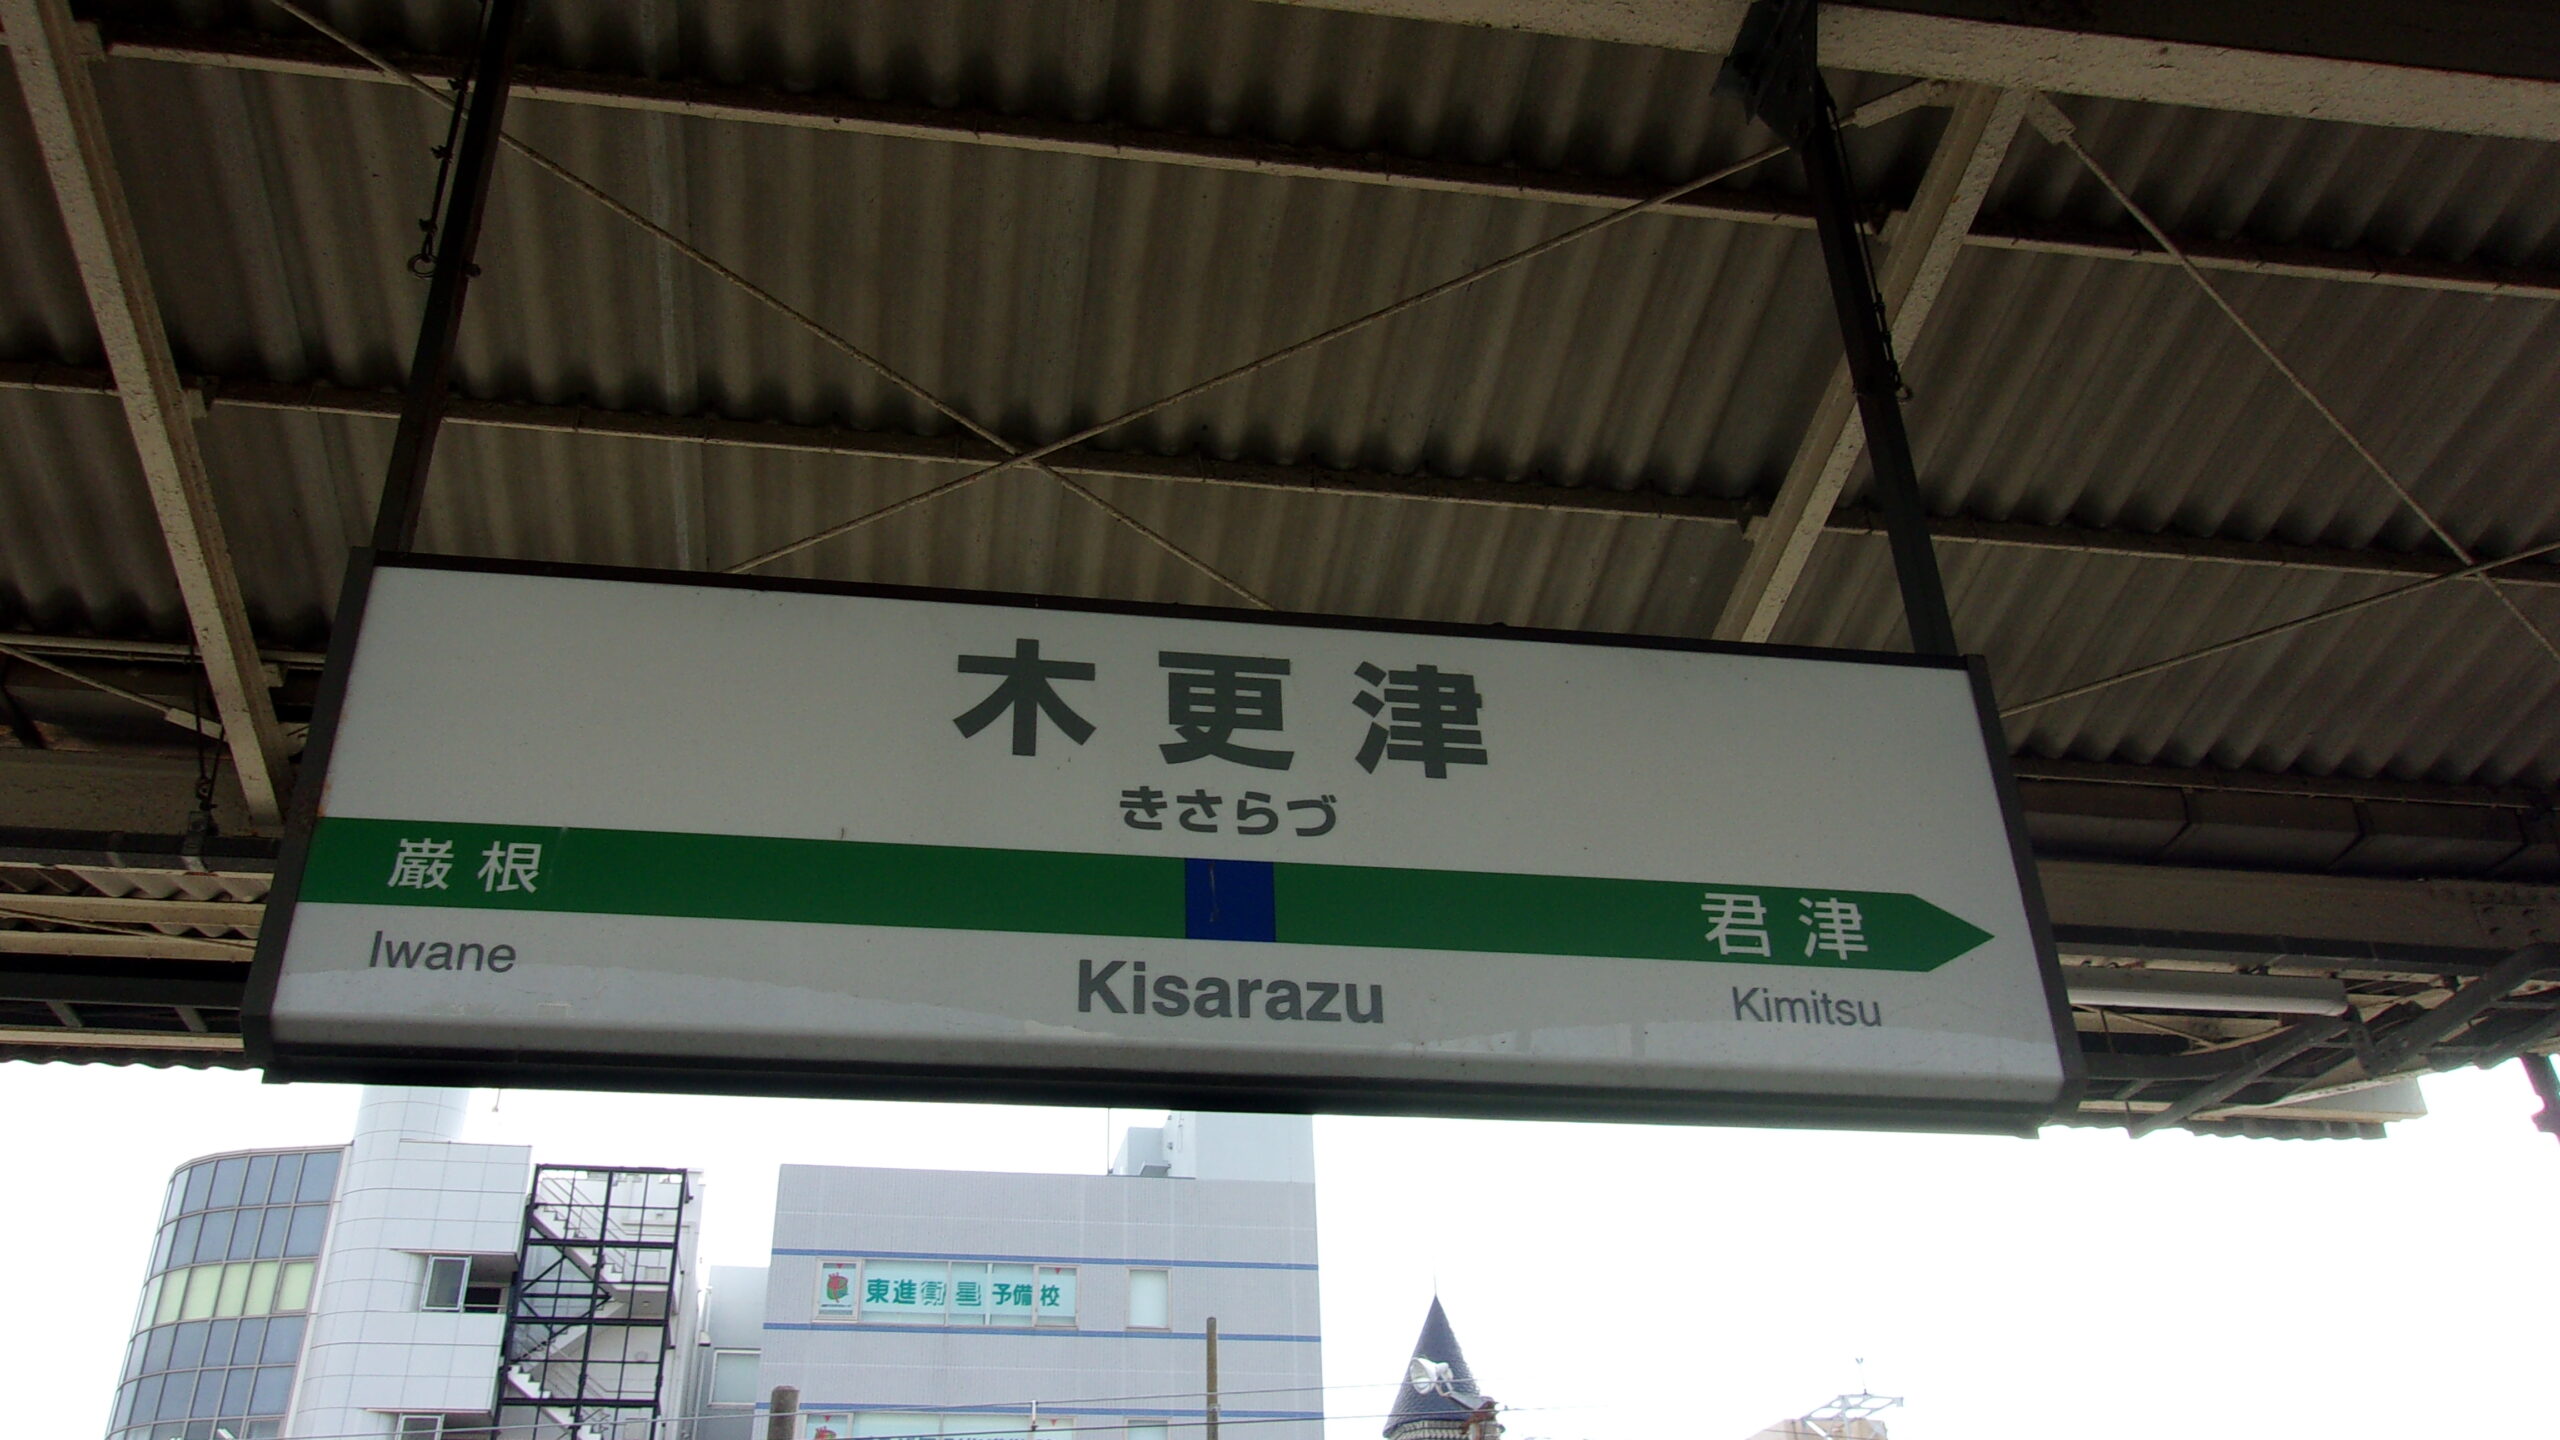 木更津
きさらづ
巌根
君津
Iwane
Kisarazu
Kimitsu
東進衛星予備校